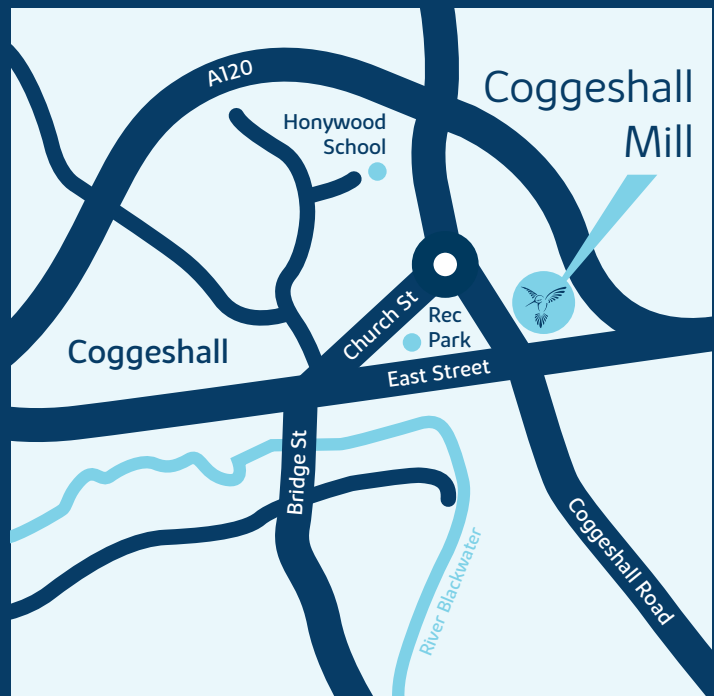 A120
Honywood
School
Coggeshall
Mill
Church St
Rec
Park
Coggeshall
East Street
Bridge St
Coggeshall Road
River Blackwater